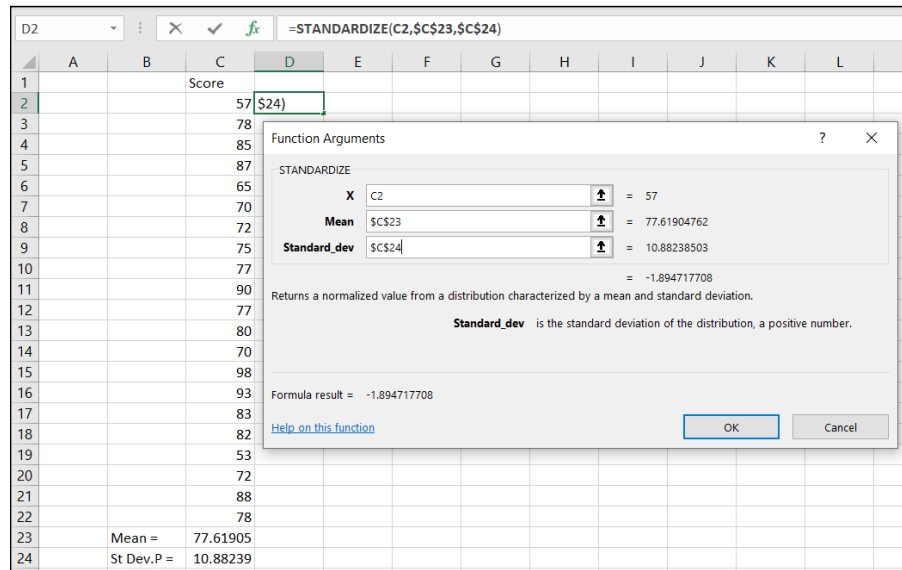 D2 fx =STANDARDIZE(C2,$C$23,$C$24)
A B C D E F G H I J K L
1 Score
2 57 $24)
3 78
Function Arguments ? X
4 85
STANDARDIZE
5 87
6 65 X C2 = 57
7 70 Mean $C$23 = 77.61904762
8 72
9 75 Standard_dev $C$24 = 10.88238503
10 77 = -1.894717708
11 90 Returns a normalized value from a distribution characterized by a mean and standard deviation.
12 77
13 80 Standard_dev is the standard deviation of the distribution, a positive number.
14 70
15 98
16 93 Formula result = -1.894717708
17 83
18 82 Help on this function OK Cancel
19 53
20 72
21 88
22 78
23 Mean = 77.61905
24 St Dev.P = 10.88239